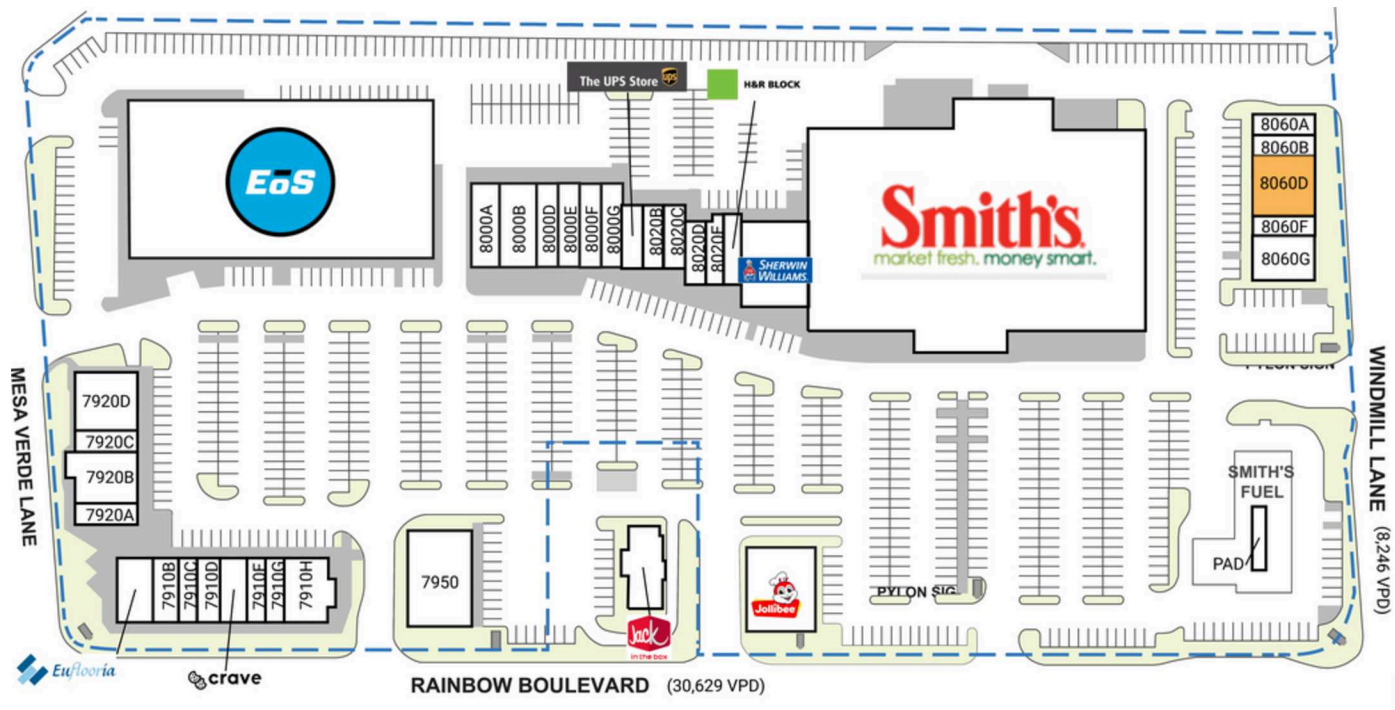 The UPS Store
ups
H&R BLOCK
EōS
8000A
8000B
8000D
8000E
8000F
8000G
8020B
8020C
8020D
8020F
SHERWIN
WILLIAMS.
Smith's
market fresh. money smart.
8060A
8060B
8060D
8060F
8060G
PYLON SIGN
MESA VERDE LANE
WINDMILL LANE (8,246 VPD)
7920D
7920C
7920B
7920A
7910B
7910C
7910D
7910F
7910G
7910H
7950
Jack
in the box
Jollibee
PYLON SIG
SMITH'S
FUEL
PAD
Euflooria
crave
RAINBOW BOULEVARD (30,629 VPD)